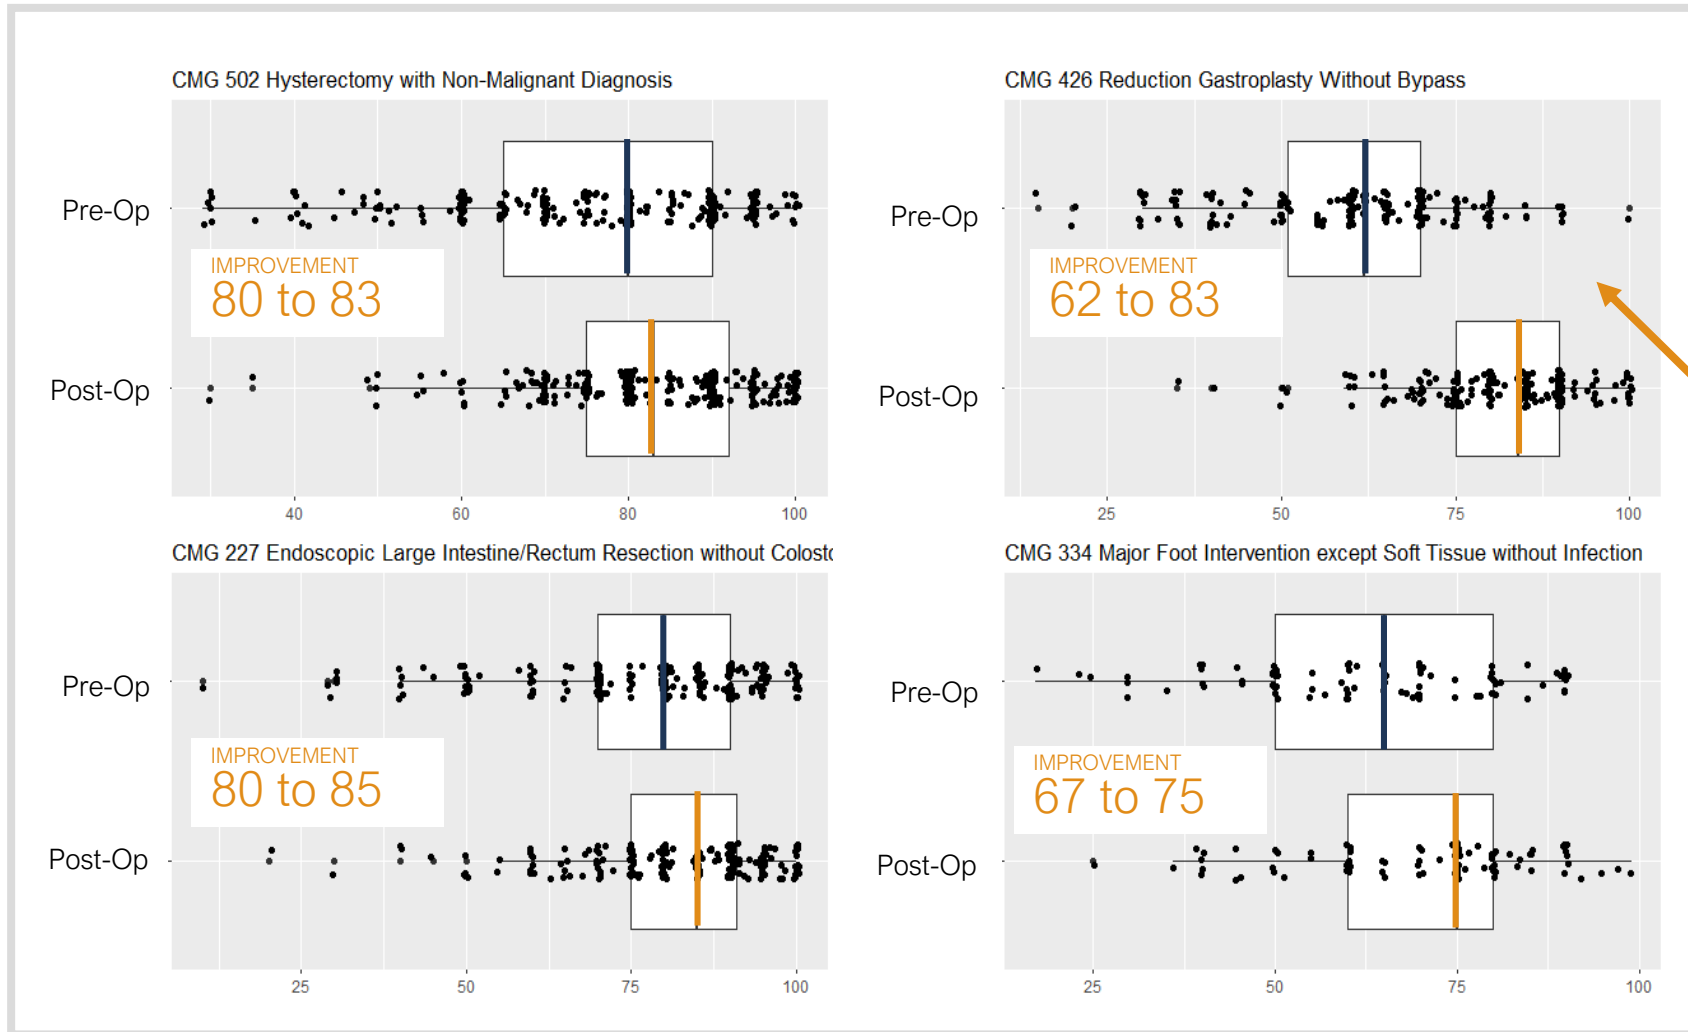 CMG 502 Hysterectomy with Non-Malignant Diagnosis
Pre-Op
IMPROVEMENT
80 to 83
Post-Op
40 60 80 100
CMG 426 Reduction Gastroplasty Without Bypass
Pre-Op
IMPROVEMENT
62 to 83
Post-Op
25 50 75 100
CMG 227 Endoscopic Large Intestine/Rectum Resection without Colosto
Pre-Op
IMPROVEMENT
80 to 85
Post-Op
25 50 75 100
CMG 334 Major Foot Intervention except Soft Tissue without Infection
Pre-Op
IMPROVEMENT
67 to 75
Post-Op
25 50 75 100